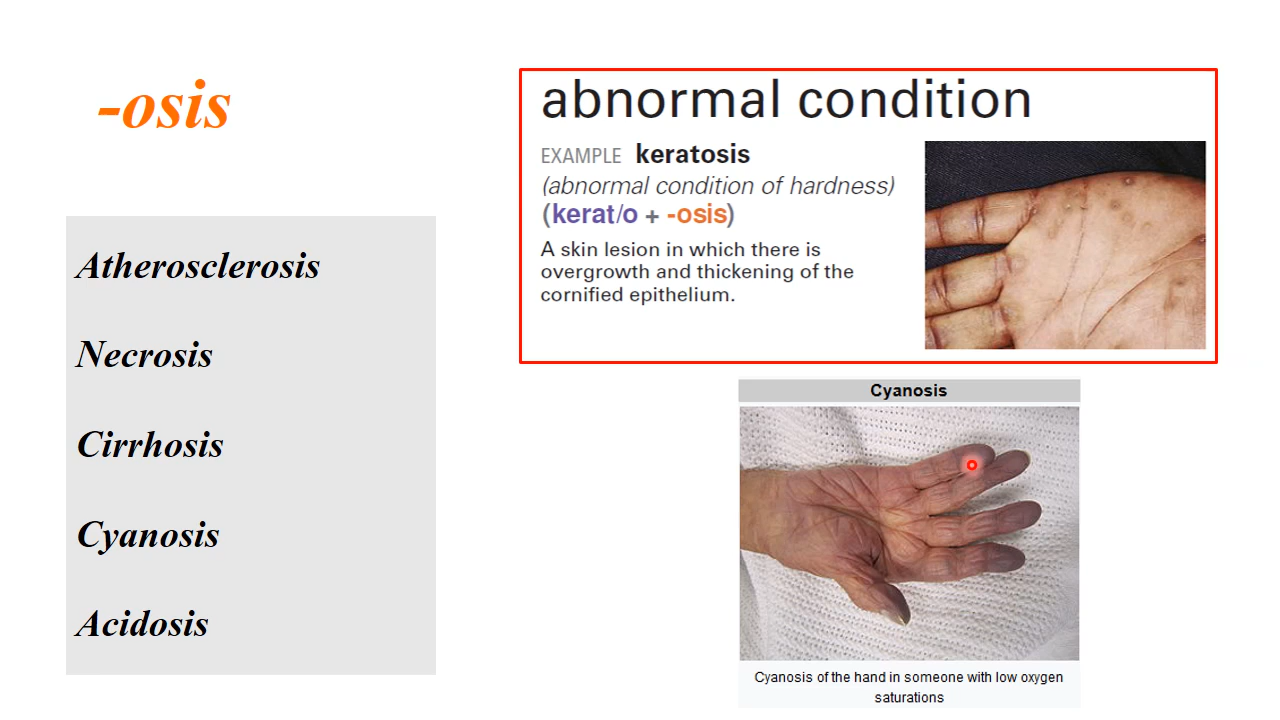 -osis
Atherosclerosis
Necrosis
Cirrhosis
Cyanosis
Acidosis
abnormal condition
EXAMPLE keratosis
(abnormal condition of hardness)
(kerat/o + -osis)
A skin lesion in which there is
overgrowth and thickening of the
cornified epithelium.
Cyanosis
Cyanosis of the hand in someone with low oxygen
saturations